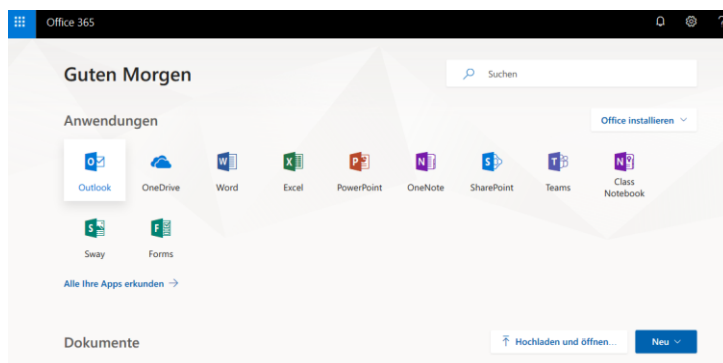 Office 365
Guten Morgen
Suchen
Anwendungen
Office installieren
Outlook OneDrive Word Excel PowerPoint OneNote SharePoint Teams Class Notebook
Sway Forms
Alle Ihre Apps erkunden →
Dokumente
Hochladen und öffnen...
Neu